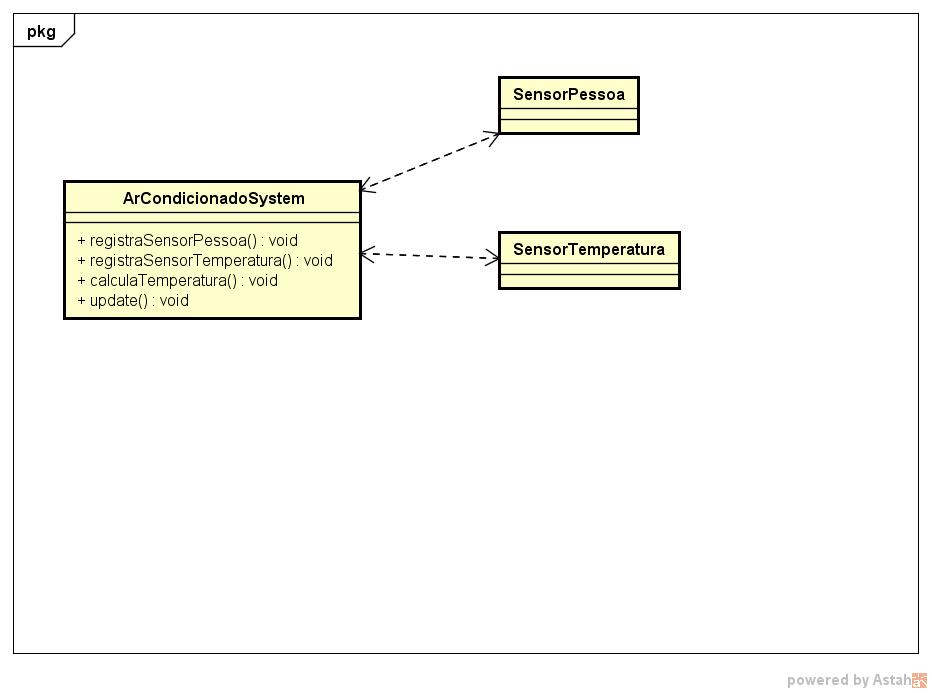 pkg
SensorPessoa
ArCondicionadoSystem
+ registraSensorPessoa() : void
+ registraSensorTemperatura() : void
+ calculaTemperatura() : void
+ update() : void
SensorTemperatura
powered by Astah